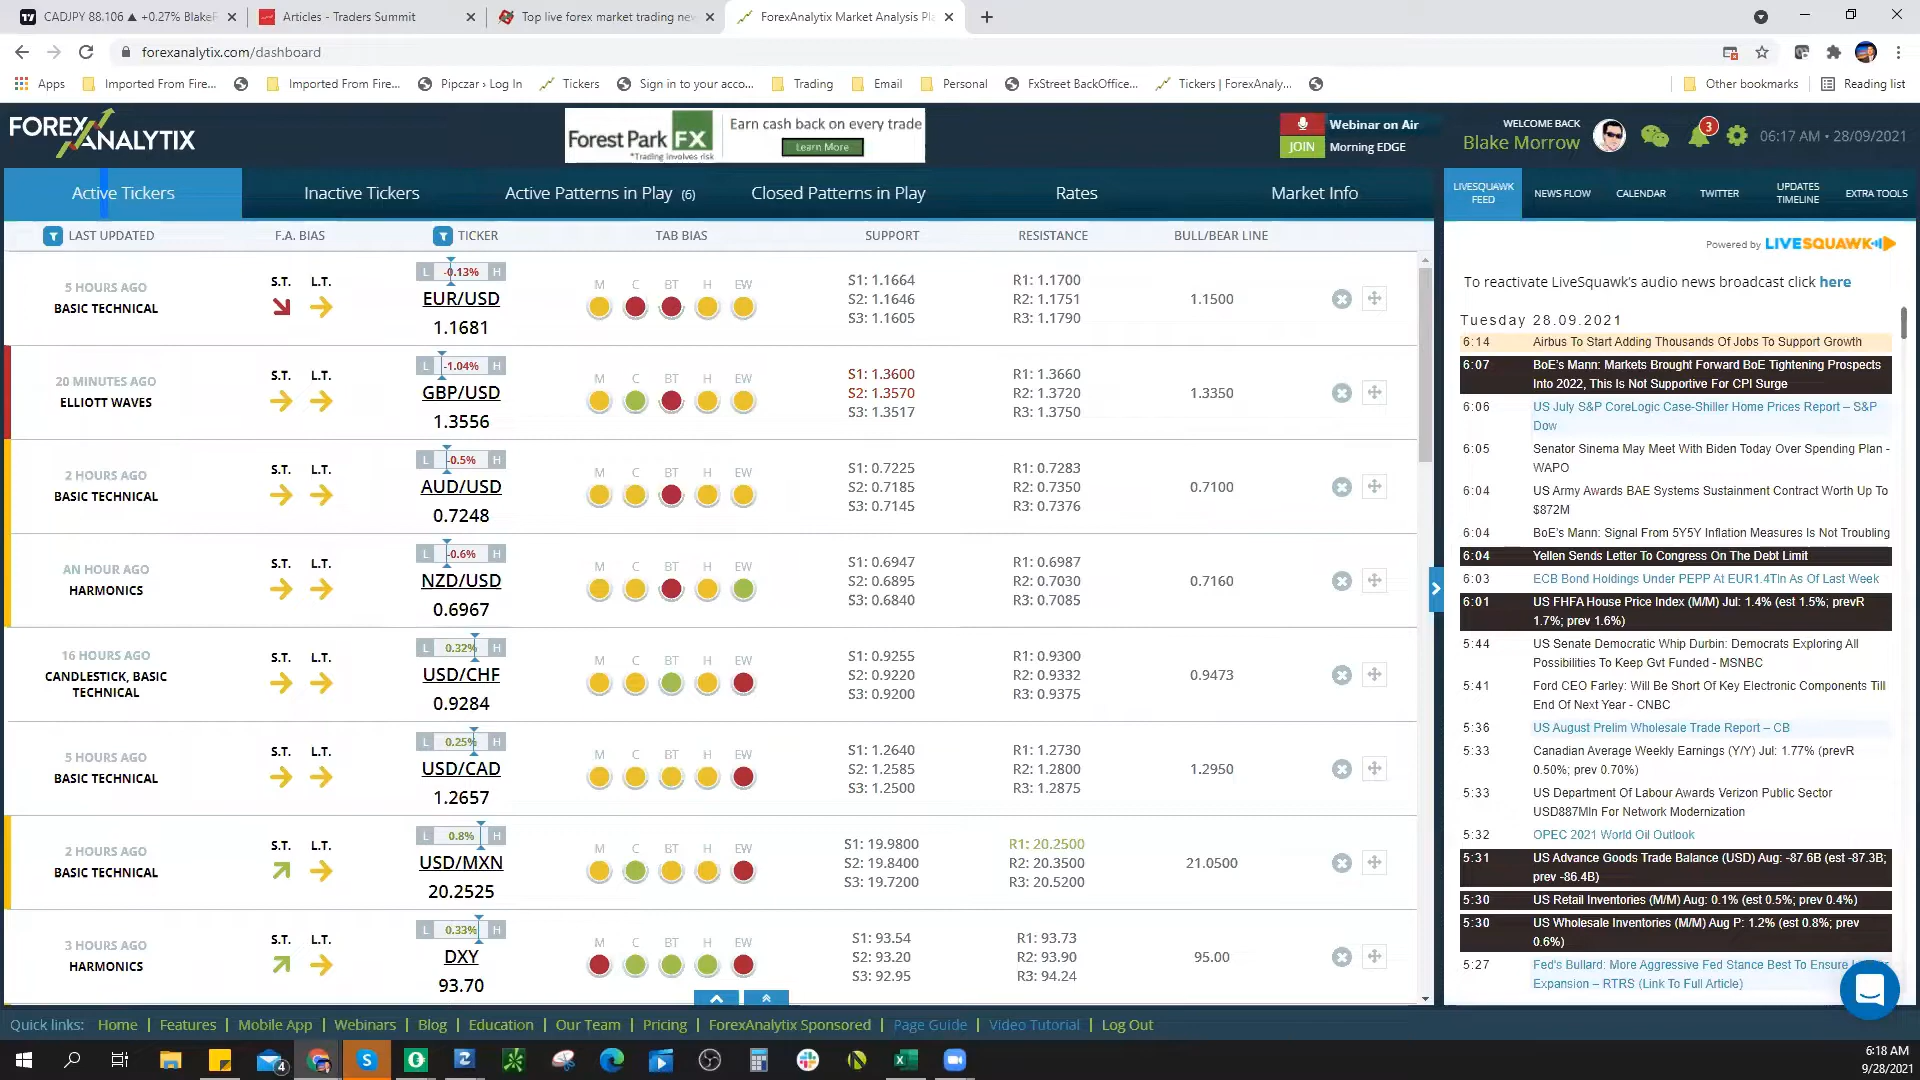 CADJPY 88.106 ▲ +0.27% BlakeF
Articles - Traders Summit
Top live forex market trading nev
ForexAnalytix Market Analysis Pl
forexanalytix.com/dashboard
Apps
Imported From Fire...
Imported From Fire...
Pipczar › Log In
Tickers
Sign in to your acco...
Trading
Email
Personal
FxStreet BackOffice...
Tickers | ForexAnaly...
Other bookmarks
Reading list
FOREX ANALYTIX
Forest Park FX
*Trading involves risk
Earn cash back on every trade
Learn More
Webinar on Air
JOIN
Morning EDGE
WELCOME BACK
Blake Morrow
3
06:17 AM • 28/09/2021
Active Tickers
Inactive Tickers
Active Patterns in Play (6)
Closed Patterns in Play
Rates
Market Info
LAST UPDATED
F.A. BIAS
TICKER
TAB BIAS
SUPPORT
RESISTANCE
BULL/BEAR LINE
5 HOURS AGO
BASIC TECHNICAL
S.T. L.T.
L -0.13% H
EUR/USD
1.1681
M C BT H EW
S1: 1.1664
S2: 1.1646
S3: 1.1605
R1: 1.1700
R2: 1.1751
R3: 1.1790
1.1500
20 MINUTES AGO
ELLIOTT WAVES
S.T. L.T.
L -1.04% H
GBP/USD
1.3556
M C BT H EW
S1: 1.3600
S2: 1.3570
S3: 1.3517
R1: 1.3660
R2: 1.3720
R3: 1.3750
1.3350
2 HOURS AGO
BASIC TECHNICAL
S.T. L.T.
L -0.5% H
AUD/USD
0.7248
M C BT H EW
S1: 0.7225
S2: 0.7185
S3: 0.7145
R1: 0.7283
R2: 0.7350
R3: 0.7376
0.7100
AN HOUR AGO
HARMONICS
S.T. L.T.
L -0.6% H
NZD/USD
0.6967
M C BT H EW
S1: 0.6947
S2: 0.6895
S3: 0.6840
R1: 0.6987
R2: 0.7030
R3: 0.7085
0.7160
16 HOURS AGO
CANDLESTICK, BASIC
TECHNICAL
S.T. L.T.
L 0.32% H
USD/CHF
0.9284
M C BT H EW
S1: 0.9255
S2: 0.9220
S3: 0.9200
R1: 0.9300
R2: 0.9332
R3: 0.9375
0.9473
5 HOURS AGO
BASIC TECHNICAL
S.T. L.T.
L 0.25% H
USD/CAD
1.2657
M C BT H EW
S1: 1.2640
S2: 1.2585
S3: 1.2500
R1: 1.2730
R2: 1.2800
R3: 1.2875
1.2950
2 HOURS AGO
BASIC TECHNICAL
S.T. L.T.
L 0.8% H
USD/MXN
20.2525
M C BT H EW
S1: 19.9800
S2: 19.8400
S3: 19.7200
R1: 20.2500
R2: 20.3500
R3: 20.5200
21.0500
3 HOURS AGO
HARMONICS
S.T. L.T.
L 0.33% H
DXY
93.70
M C BT H EW
S1: 93.54
S2: 93.20
S3: 92.95
R1: 93.73
R2: 93.90
R3: 94.24
95.00
LIVESQUAWK
FEED
NEWS FLOW
CALENDAR
TWITTER
UPDATES
TIMELINE
EXTRA TOOLS
Powered by LIVESQUAWK
To reactivate LiveSquawk's audio news broadcast click here
Tuesday 28.09.2021
6:14 Airbus To Start Adding Thousands Of Jobs To Support Growth
6:07 BoE's Mann: Markets Brought Forward BoE Tightening Prospects
Into 2022, This Is Not Supportive For CPI Surge
6:06 US July S&P CoreLogic Case-Shiller Home Prices Report – S&P
Dow
6:05 Senator Sinema May Meet With Biden Today Over Spending Plan -
WAPO
6:04 US Army Awards BAE Systems Sustainment Contract Worth Up To
$872M
6:04 BoE's Mann: Signal From 5Y5Y Inflation Measures Is Not Troubling
6:04 Yellen Sends Letter To Congress On The Debt Limit
6:03 ECB Bond Holdings Under PEPP At EUR1.4Tln As Of Last Week
6:01 US FHFA House Price Index (M/M) Jul: 1.4% (est 1.5%; prevR
1.7%; prev 1.6%)
5:44 US Senate Democratic Whip Durbin: Democrats Exploring All
Possibilities To Keep Gvt Funded - MSNBC
5:41 Ford CEO Farley: Will Be Short Of Key Electronic Components Till
End Of Next Year - CNBC
5:36 US August Prelim Wholesale Trade Report – CB
5:33 Canadian Average Weekly Earnings (Y/Y) Jul: 1.77% (prevR
0.50%; prev 0.70%)
5:33 US Department Of Labour Awards Verizon Public Sector
USD887Mln For Network Modernization
5:32 OPEC 2021 World Oil Outlook
5:31 US Advance Goods Trade Balance (USD) Aug: -87.6B (est -87.3B;
prev -86.4B)
5:30 US Retail Inventories (M/M) Aug: 0.1% (est 0.5%; prev 0.4%)
5:30 US Wholesale Inventories (M/M) Aug P: 1.2% (est 0.8%; prev
0.6%)
5:27 Fed's Bullard: More Aggressive Fed Stance Best To Ensure
Expansion – RTRS (Link To Full Article)
Quick links: Home | Features | Mobile App | Webinars | Blog | Education | Our Team | Pricing | ForexAnalytix Sponsored | Page Guide | Video Tutorial | Log Out
4
6:18 AM
9/28/2021